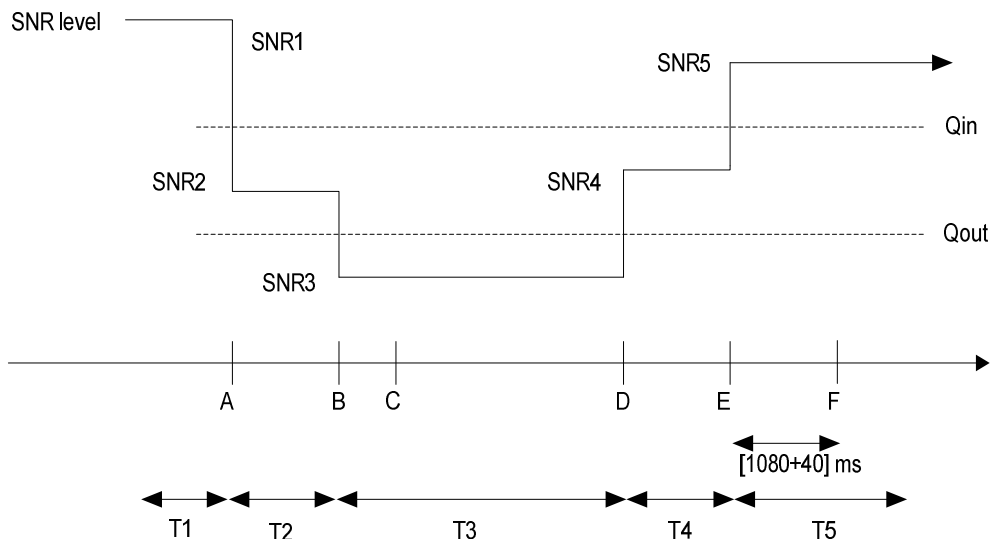 SNR level
SNR1
SNR5
Qin
SNR2
SNR4
Qout
SNR3
A
B
C
D
E
F
[1080+40] ms
T1
T2
T3
T4
T5